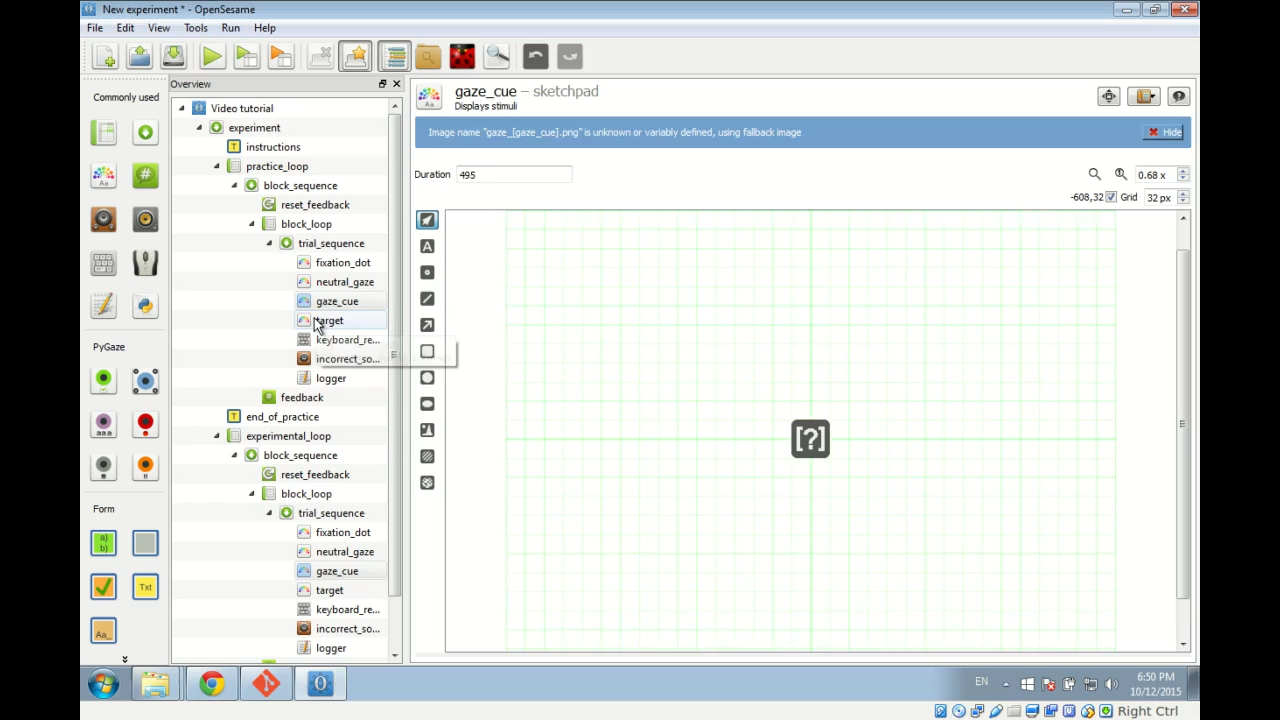 New experiment * - OpenSesame
File Edit View Tools Run Help
Commonly used
PyGaze
Form
a)
b)
Txt
Aa_
Overview
Video tutorial
experiment
instructions
practice_loop
block_sequence
reset_feedback
block_loop
trial_sequence
fixation_dot
neutral_gaze
gaze_cue
target
keyboard_re...
incorrect_so...
logger
feedback
end_of_practice
experimental_loop
block_sequence
reset_feedback
block_loop
trial_sequence
fixation_dot
neutral_gaze
gaze_cue
target
keyboard_re...
incorrect_so...
logger
gaze_cue – sketchpad
Displays stimuli
Image name "gaze_[gaze_cue].png" is unknown or variably defined, using fallback image
Hide
Duration 495
0.68 x
-608,32 Grid 32 px
A
[?]
EN
6:50 PM
10/12/2015
Right Ctrl